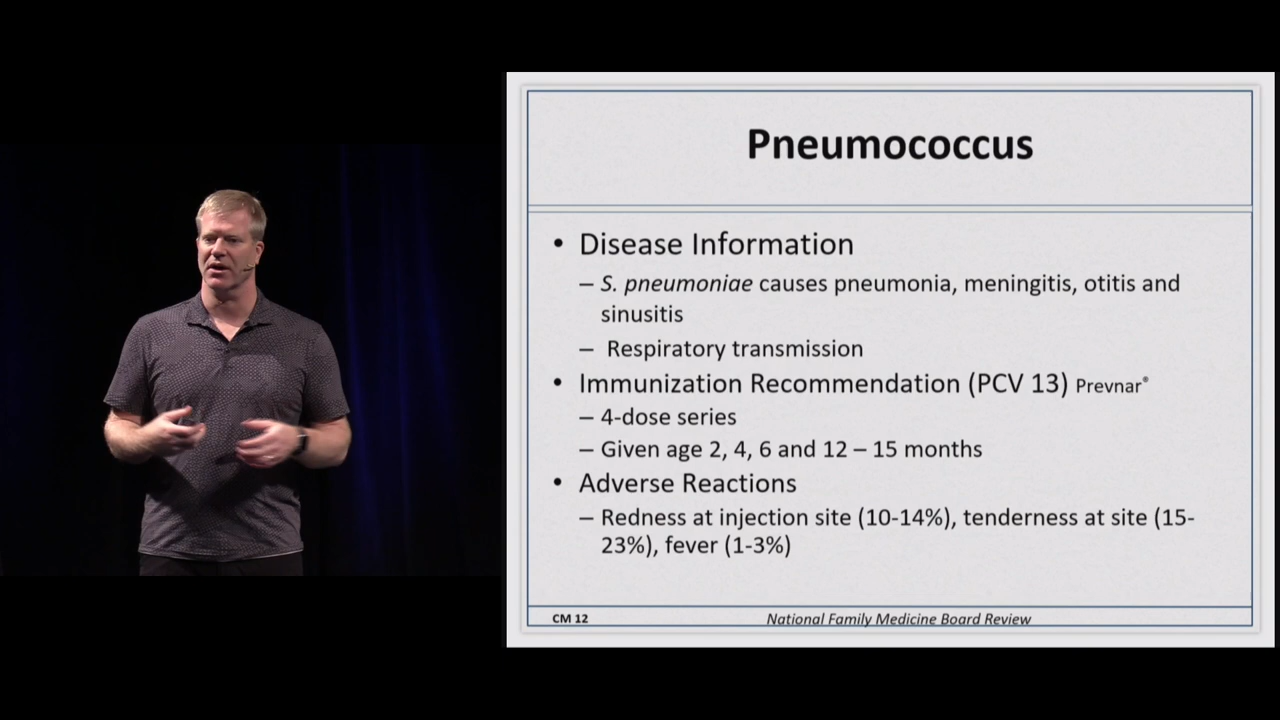 Pneumococcus
• Disease Information
– S. pneumoniae causes pneumonia, meningitis, otitis and
sinusitis
– Respiratory transmission
• Immunization Recommendation (PCV 13) Prevnar®
– 4-dose series
– Given age 2, 4, 6 and 12 – 15 months
• Adverse Reactions
– Redness at injection site (10-14%), tenderness at site (15-
23%), fever (1-3%)
CM 12
National Family Medicine Board Review